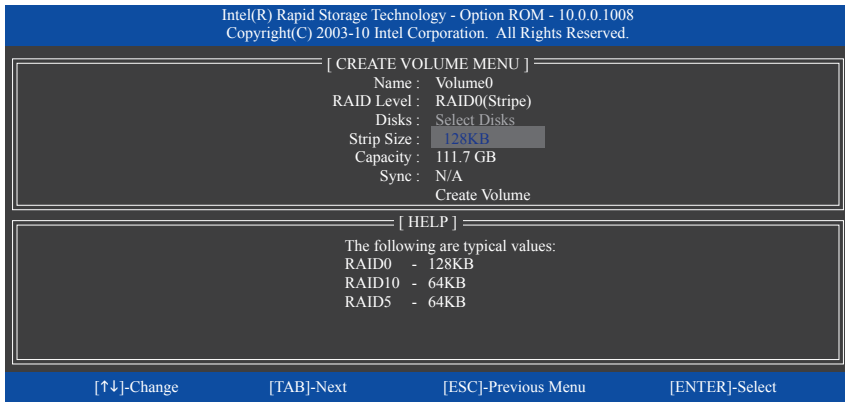 Intel(R) Rapid Storage Technology - Option ROM - 10.0.0.1008
Copyright(C) 2003-10 Intel Corporation.  All Rights Reserved.
[ CREATE VOLUME MENU ]
Name :   Volume0
RAID Level :   RAID0(Stripe)
Disks :   Select Disks
Strip Size :   128KB
Capacity :   111.7 GB
Sync :   N/A
Create Volume
[ HELP ]
The following are typical values:
RAID0    -  128KB
RAID10  -  64KB
RAID5    -  64KB
[↑↓]-Change   [TAB]-Next   [ESC]-Previous Menu   [ENTER]-Select